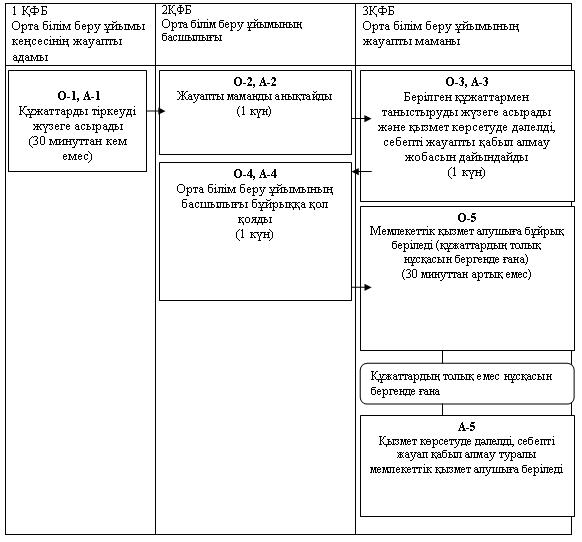 1 ҚФБ
Орта білім беру ұйымы
кеңсесінің жауапты
адамы
2ҚФБ
Орта білім беру ұйымының
басшылығы
3ҚФБ
Орта білім беру ұйымының
жауапты маманы
О-1, А-1
Құжаттарды тіркеуді
жүзеге асырады
(30 минуттан кем
емес)
О-2, А-2
Жауапты маманды анықтайды
(1 күн)
О-3, А-3
Берілген құжаттармен
таныстыруды жүзеге асырады
және қызмет көрсетуде дәлелді,
себепті жауапты қабыл алмау
жобасын дайындайды
(1 күн)
О-4, А-4
Орта білім беру ұйымының
басшылығы бұйрыққа қол
қояды
(1 күн)
О-5
Мемлекеттік қызмет алушыға бұйрық
беріледі (құжаттардың толық
нұсқасын бергенде ғана)
(30 минуттан артық емес)
Құжаттардың толық емес нұсқасын
бергенде ғана
А-5
Қызмет көрсетуде дәлелді, себепті
жауап қабыл алмау туралы
мемлекеттік қызмет алушыға беріледі